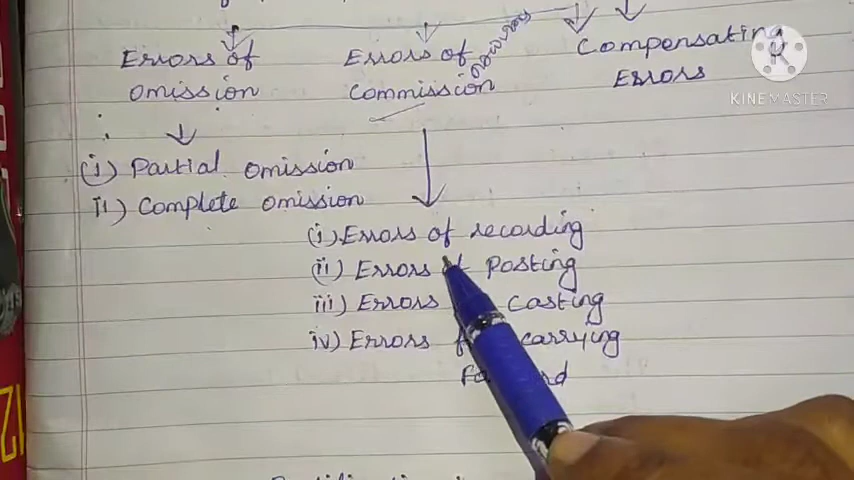 Errors of
omission
Errors of
Commission
Compensating
Errors
(i) Partial omission
ii) Complete omission
(i) Errors of recording
(ii) Errors of Posting
iii) Errors casting
iv) Errors carrying
K
KINEMASTER
12